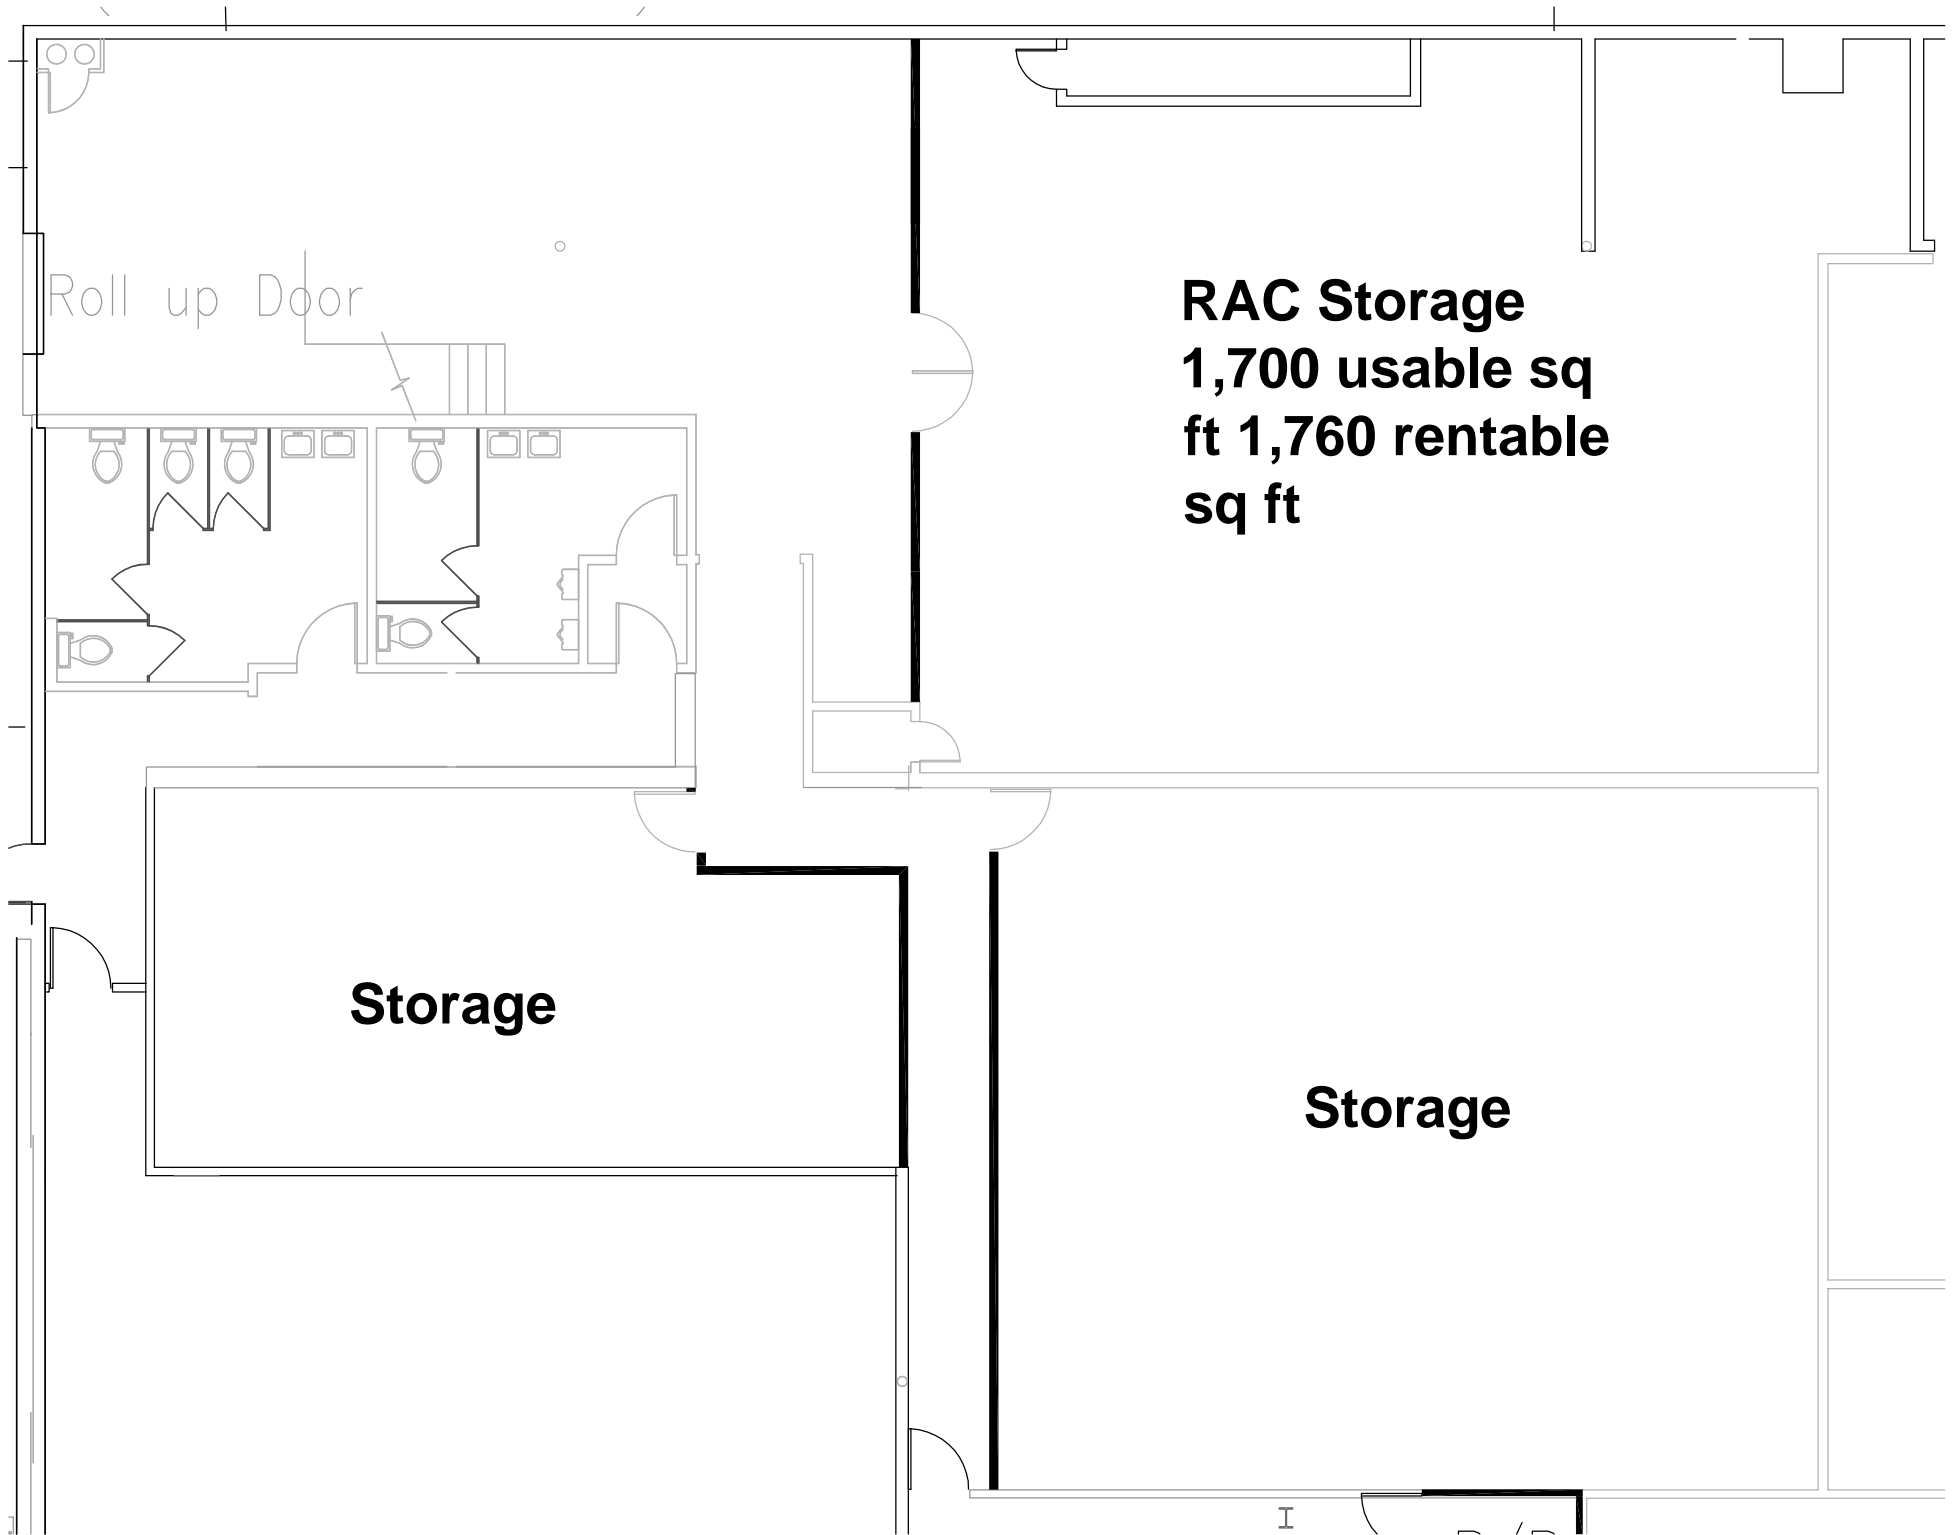 Roll up Door
RAC Storage
1,700 usable sq
ft 1,760 rentable
sq ft
Storage
Storage